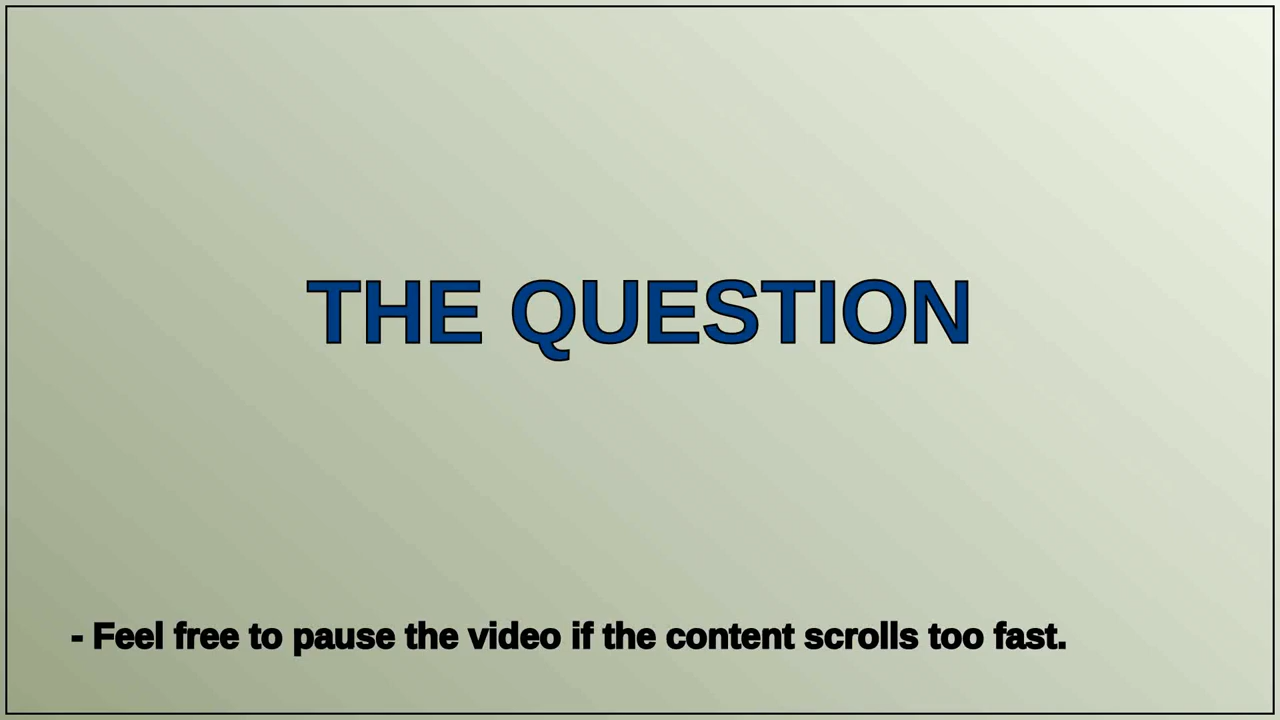 THE QUESTION
- Feel free to pause the video if the content scrolls too fast.